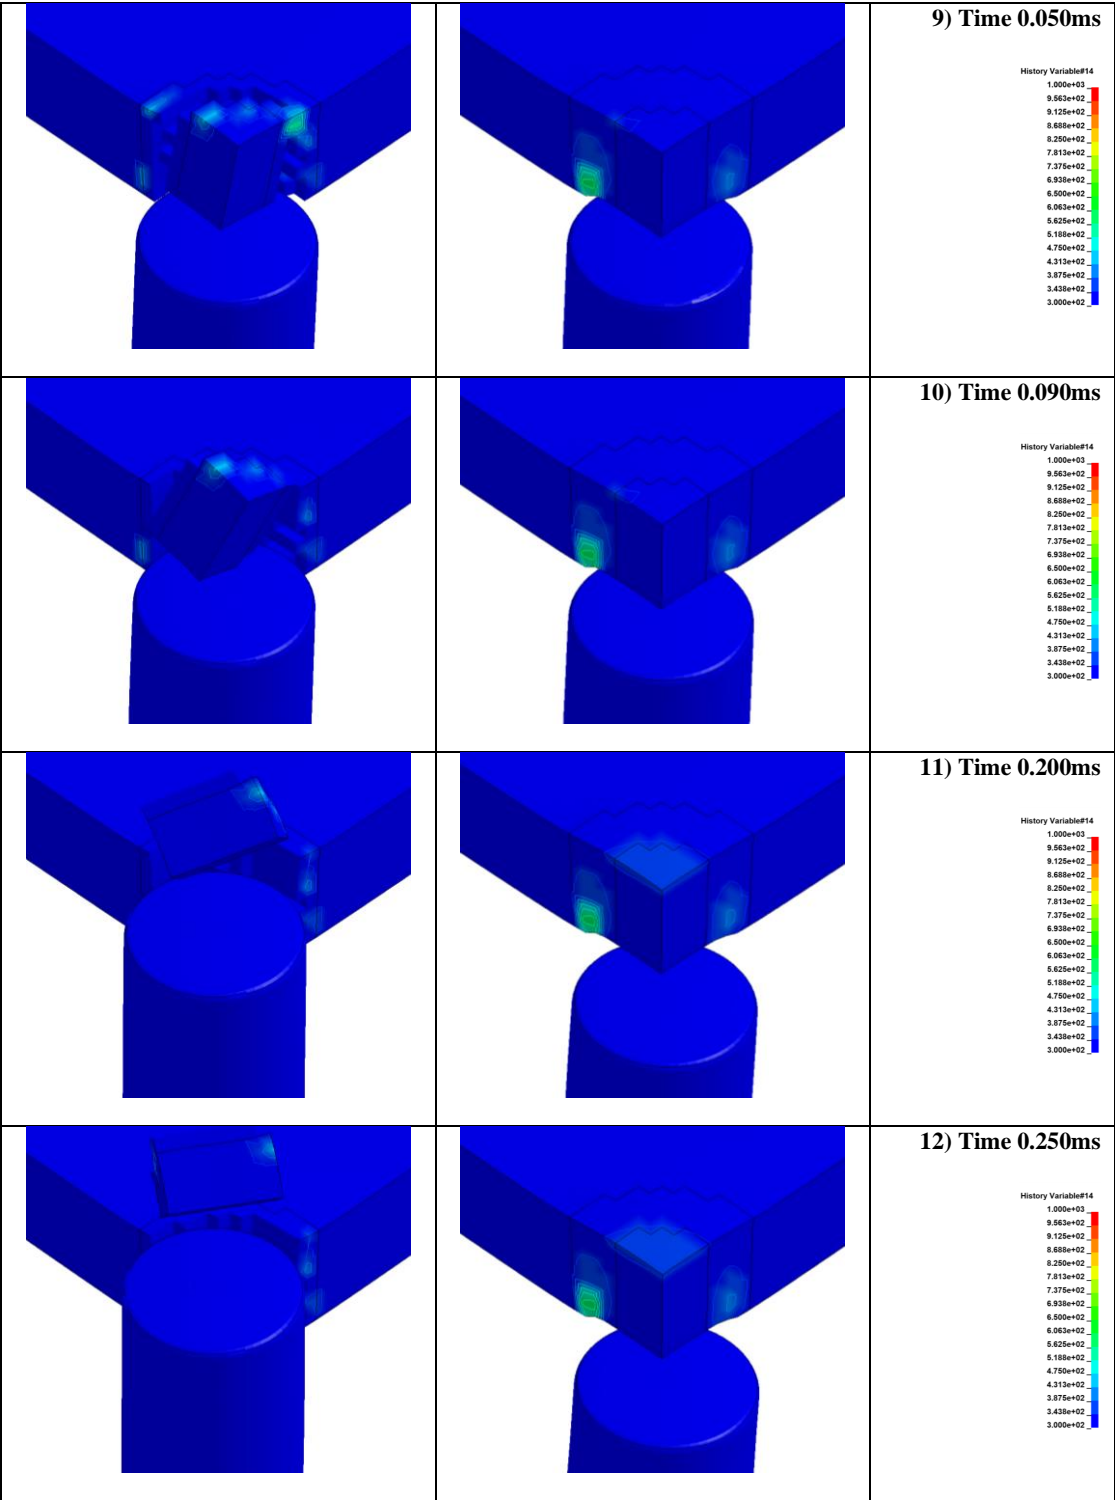 9) Time 0.050ms
History Variable#14
1.000e+03
9.563e+02
9.125e+02
8.688e+02
8.250e+02
7.813e+02
7.375e+02
6.938e+02
6.500e+02
6.063e+02
5.625e+02
5.188e+02
4.750e+02
4.313e+02
3.875e+02
3.438e+02
3.000e+02
10) Time 0.090ms
History Variable#14
1.000e+03
9.563e+02
9.125e+02
8.688e+02
8.250e+02
7.813e+02
7.375e+02
6.938e+02
6.500e+02
6.063e+02
5.625e+02
5.188e+02
4.750e+02
4.313e+02
3.875e+02
3.438e+02
3.000e+02
11) Time 0.200ms
History Variable#14
1.000e+03
9.563e+02
9.125e+02
8.688e+02
8.250e+02
7.813e+02
7.375e+02
6.938e+02
6.500e+02
6.063e+02
5.625e+02
5.188e+02
4.750e+02
4.313e+02
3.875e+02
3.438e+02
3.000e+02
12) Time 0.250ms
History Variable#14
1.000e+03
9.563e+02
9.125e+02
8.688e+02
8.250e+02
7.813e+02
7.375e+02
6.938e+02
6.500e+02
6.063e+02
5.625e+02
5.188e+02
4.750e+02
4.313e+02
3.875e+02
3.438e+02
3.000e+02